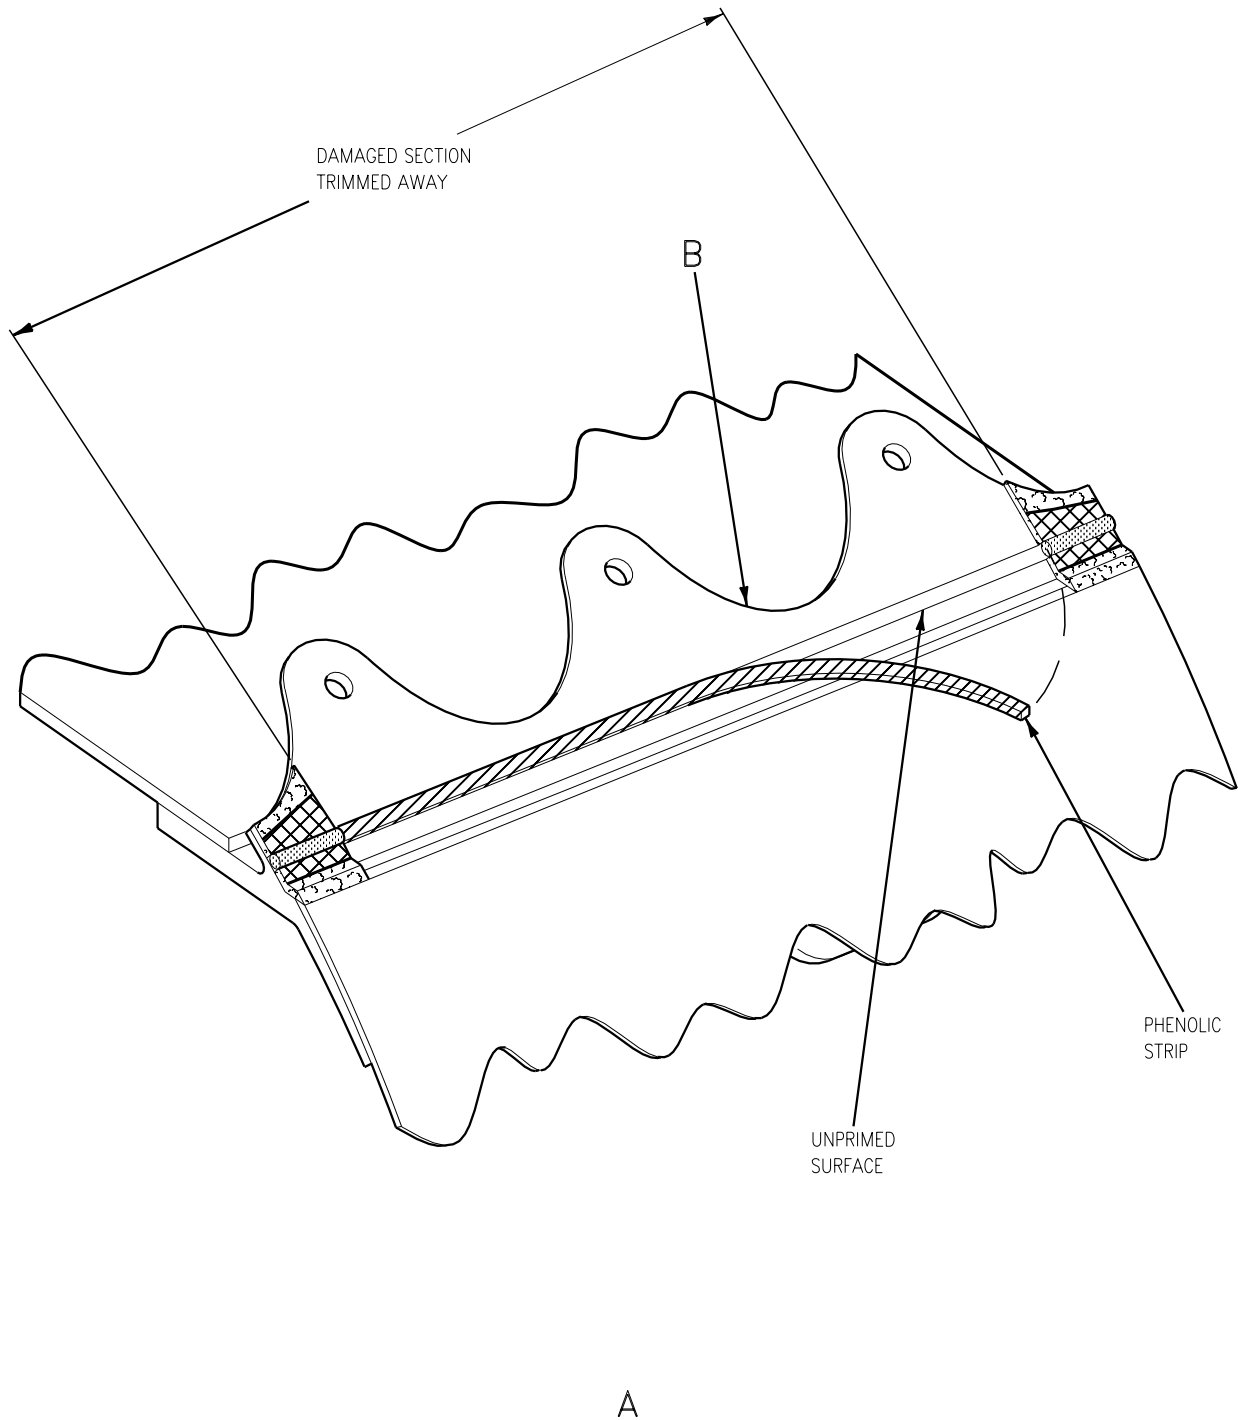 DAMAGED SECTION
TRIMMED AWAY
B
PHENOLIC
STRIP
UNPRIMED
SURFACE
A